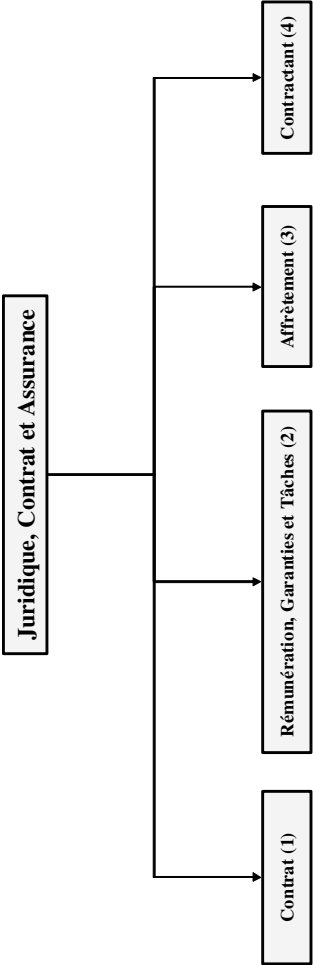 Juridique, Contrat et Assurance
Contrat (1)
Rémunération, Garanties et Tâches (2)
Affrètement (3)
Contractant (4)